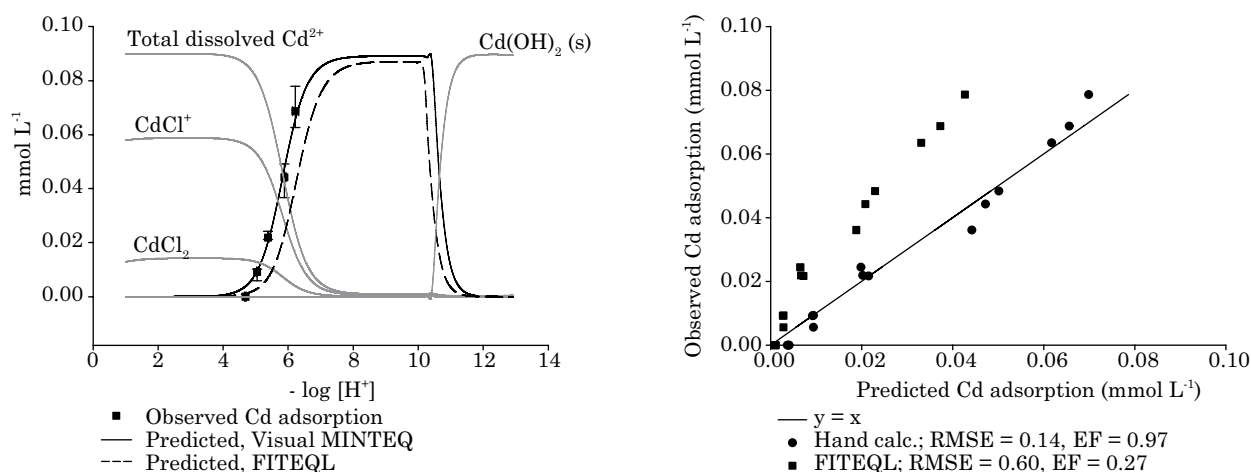 0.10
0.08
0.06
0.04
0.02
0.00
mmol L⁻¹
Total dissolved Cd²⁺
Cd(OH)₂ (s)
CdCl⁺
CdCl₂
0 2 4 6 8 10 12 14
- log [H⁺]
Observed Cd adsorption
Predicted, Visual MINTEQ
Predicted, FITEQL
0.10
0.08
0.06
0.04
0.02
0.00
Observed Cd adsorption (mmol L⁻¹)
0.00 0.02 0.04 0.06 0.08 0.10
Predicted Cd adsorption (mmol L⁻¹)
y = x
Hand calc.; RMSE = 0.14, EF = 0.97
FITEQL; RMSE = 0.60, EF = 0.27